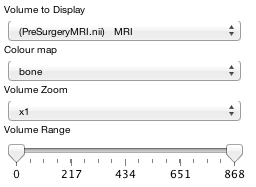 Volume to Display
(PreSurgeryMRI.nii) MRI
Colour map
bone
Volume Zoom
x1
Volume Range
0 217 434 651 868